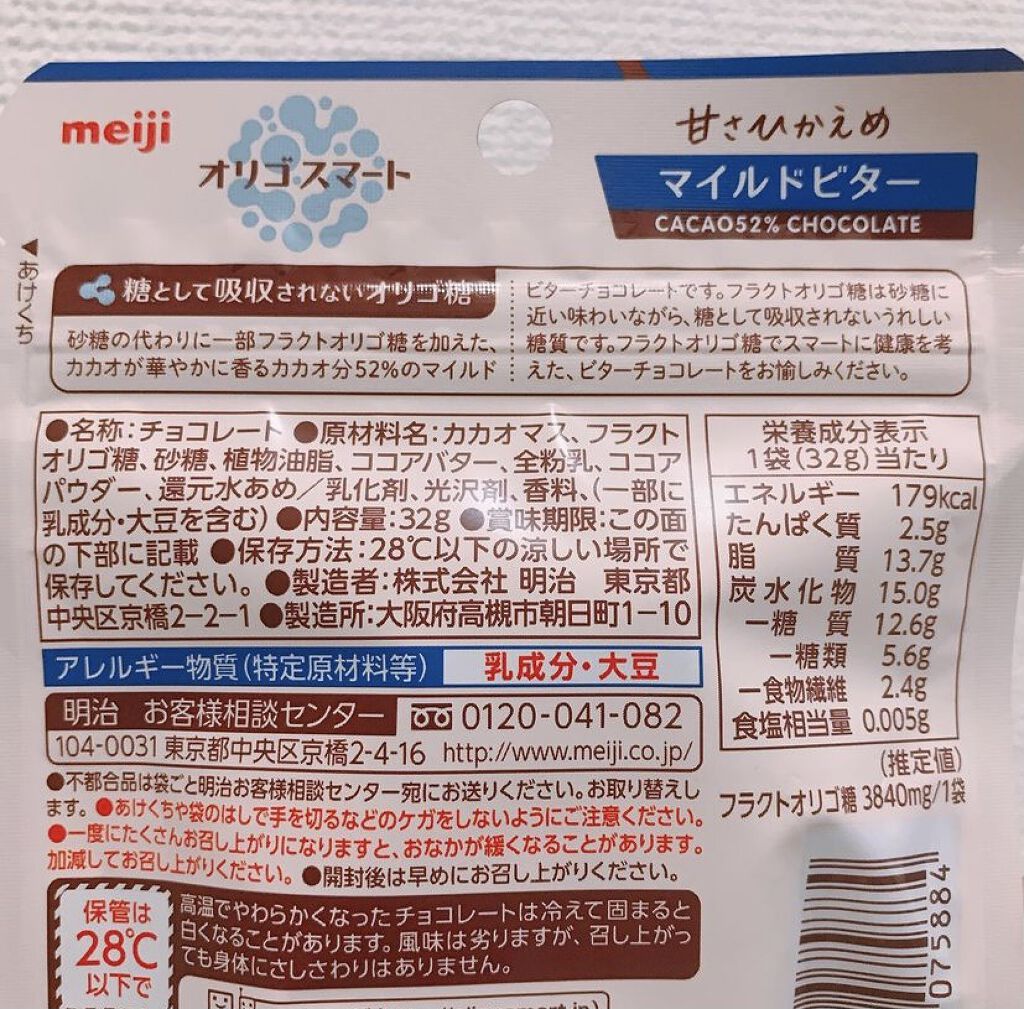 meiji
オリゴスマート
甘さひかえめ
マイルドビター
CACAO52% CHOCOLATE
◀あけくち
糖として吸収されないオリゴ糖
砂糖の代わりに一部フラクトオリゴ糖を加えた、
カカオが華やかに香るカカオ分52%のマイルド
ビターチョコレートです。フラクトオリゴ糖は砂糖に
近い味わいながら、糖として吸収されないうれしい
糖質です。フラクトオリゴ糖でスマートに健康を考
えた、ビターチョコレートをお愉しみください。
●名称:チョコレート ●原材料名:カカオマス、フラクト
オリゴ糖、砂糖、植物油脂、ココアバター、全粉乳、ココア
パウダー、還元水あめ/乳化剤、光沢剤、香料、(一部に
乳成分・大豆を含む) ●内容量:32g ●賞味期限:この面
の下部に記載 ●保存方法:28℃以下の涼しい場所で
保存してください。●製造者:株式会社 明治 東京都
中央区京橋2-2-1 ●製造所:大阪府高槻市朝日町1-10
栄養成分表示
1袋(32g)当たり
エネルギー 179kcal
たんぱく質 2.5g
脂質 13.7g
炭水化物 15.0g
―糖質 12.6g
―糖類 5.6g
―食物繊維 2.4g
食塩相当量 0.005g
(推定値)
フラクトオリゴ糖 3840mg/1袋
アレルギー物質(特定原材料等) 乳成分・大豆
明治 お客様相談センター 0120-041-082
104-0031 東京都中央区京橋2-4-16 http://www.meiji.co.jp/
●不都合品は袋ごと明治お客様相談センター宛にお送りください。お取り替えし
ます。●あけくちや袋のはしで手を切るなどのケガをしないようにご注意ください。
●一度にたくさんお召し上がりになりますと、おなかが緩くなることがあります。
加減してお召し上がりください。●開封後は早めにお召し上がりください。
保管は
28℃
以下で
高温でやわらかくなったチョコレートは冷えて固まると
白くなることがあります。風味は劣りますが、召し上がっ
ても身体にさしさわりはありません。
075884